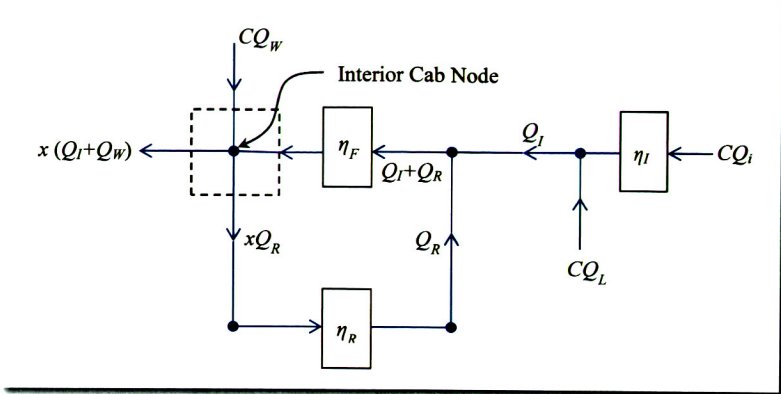 CQ_W
Interior Cab Node
x (Q_I+Q_W)
η_F
Q_I
η_I
CQ_i
Q_I+Q_R
xQ_R
Q_R
CQ_L
η_R